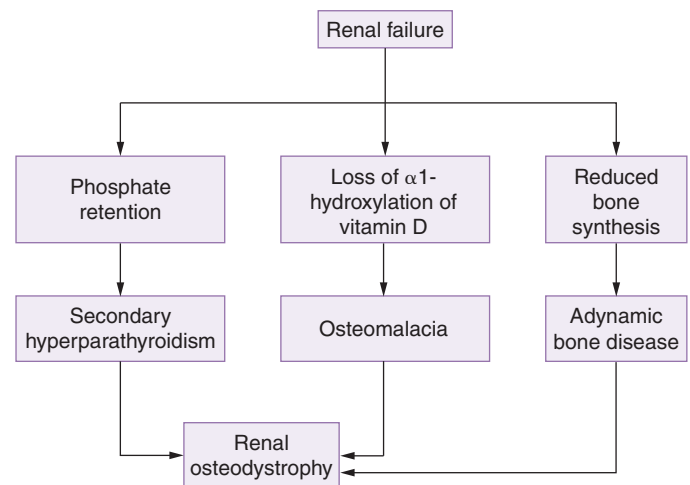 Renal failure
Phosphate
retention
Loss of α1-
hydroxylation of
vitamin D
Reduced
bone
synthesis
Secondary
hyperparathyroidism
Osteomalacia
Adynamic
bone disease
Renal
osteodystrophy